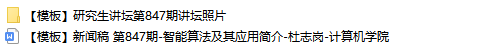 【模板】研究生讲坛第847期讲坛照片
【模板】新闻稿 第847期-智能算法及其应用简介-杜志岗-计算机学院